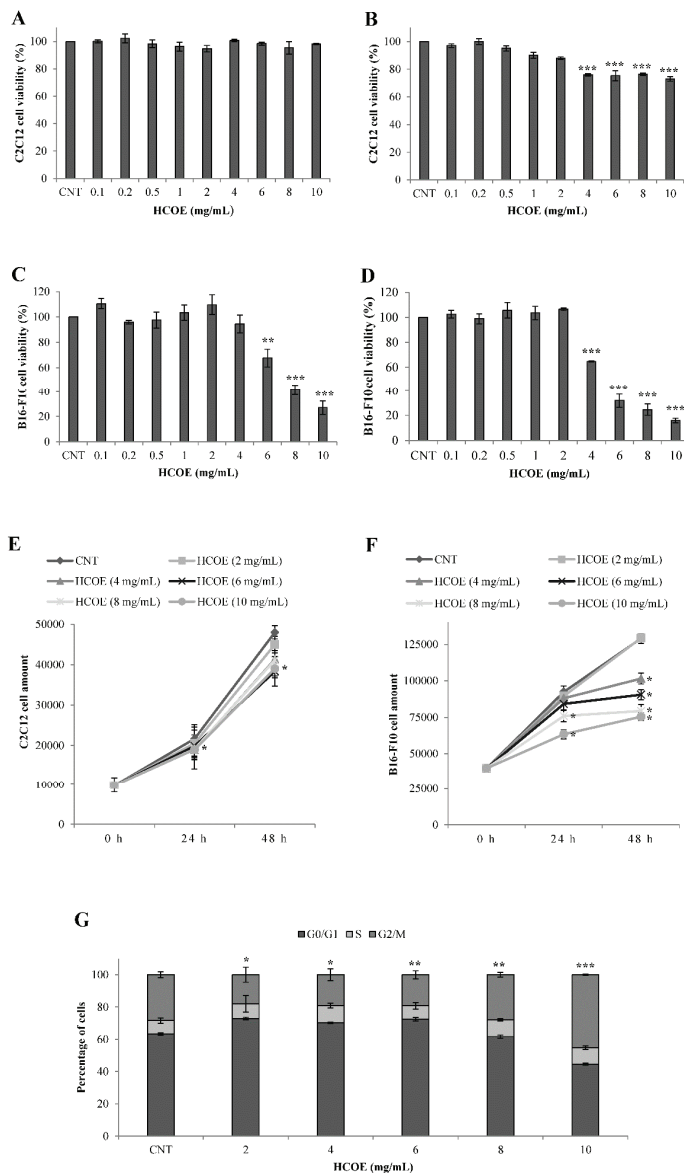 A
C2C12 cell viability (%)
120
100
80
60
40
20
0
CNT 0.1 0.2 0.5 1 2 4 6 8 10
HCOE (mg/mL)
B
C2C12 cell viability (%)
120
100
80
60
40
20
0
*** *** *** ***
CNT 0.1 0.2 0.5 1 2 4 6 8 10
HCOE (mg/mL)
C
B16-F10 cell viability (%)
120
100
80
60
40
20
0
** *** ***
CNT 0.1 0.2 0.5 1 2 4 6 8 10
HCOE (mg/mL)
D
B16-F10 cell viability (%)
120
100
80
60
40
20
0
*** *** *** ***
CNT 0.1 0.2 0.5 1 2 4 6 8 10
HCOE (mg/mL)
E
CNT HCOE (2 mg/mL)
HCOE (4 mg/mL) HCOE (6 mg/mL)
HCOE (8 mg/mL) HCOE (10 mg/mL)
C2C12 cell amount
50000
40000
30000
20000
10000
0
*
*
0 h 24 h 48 h
F
CNT HCOE (2 mg/mL)
HCOE (4 mg/mL) HCOE (6 mg/mL)
HCOE (8 mg/mL) HCOE (10 mg/mL)
B16-F10 cell amount
125000
100000
75000
50000
25000
0
*
*
*
*
*
*
0 h 24 h 48 h
G
G0/G1 S G2/M
Percentage of cells
120
100
80
60
40
20
0
* * ** ** ***
CNT 2 4 6 8 10
HCOE (mg/mL)